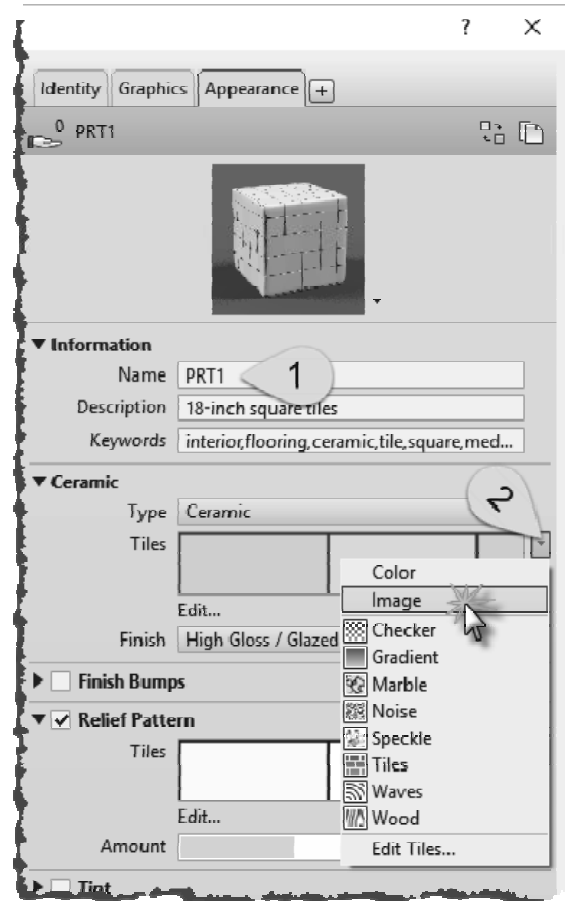 ? ×
Identity Graphics Appearance +
0 PRT1
Information
Name PRT1 1
Description 18-inch square tiles
Keywords interior,flooring,ceramic,tile,square,med...
Ceramic 2
Type Ceramic
Tiles
Color
Image
Edit...
Checker
Finish High Gloss / Glazed
Gradient
Finish Bumps
Marble
Noise
Relief Pattern
Speckle
Tiles
Tiles
Waves
Edit...
Wood
Amount
Edit Tiles...
Tint